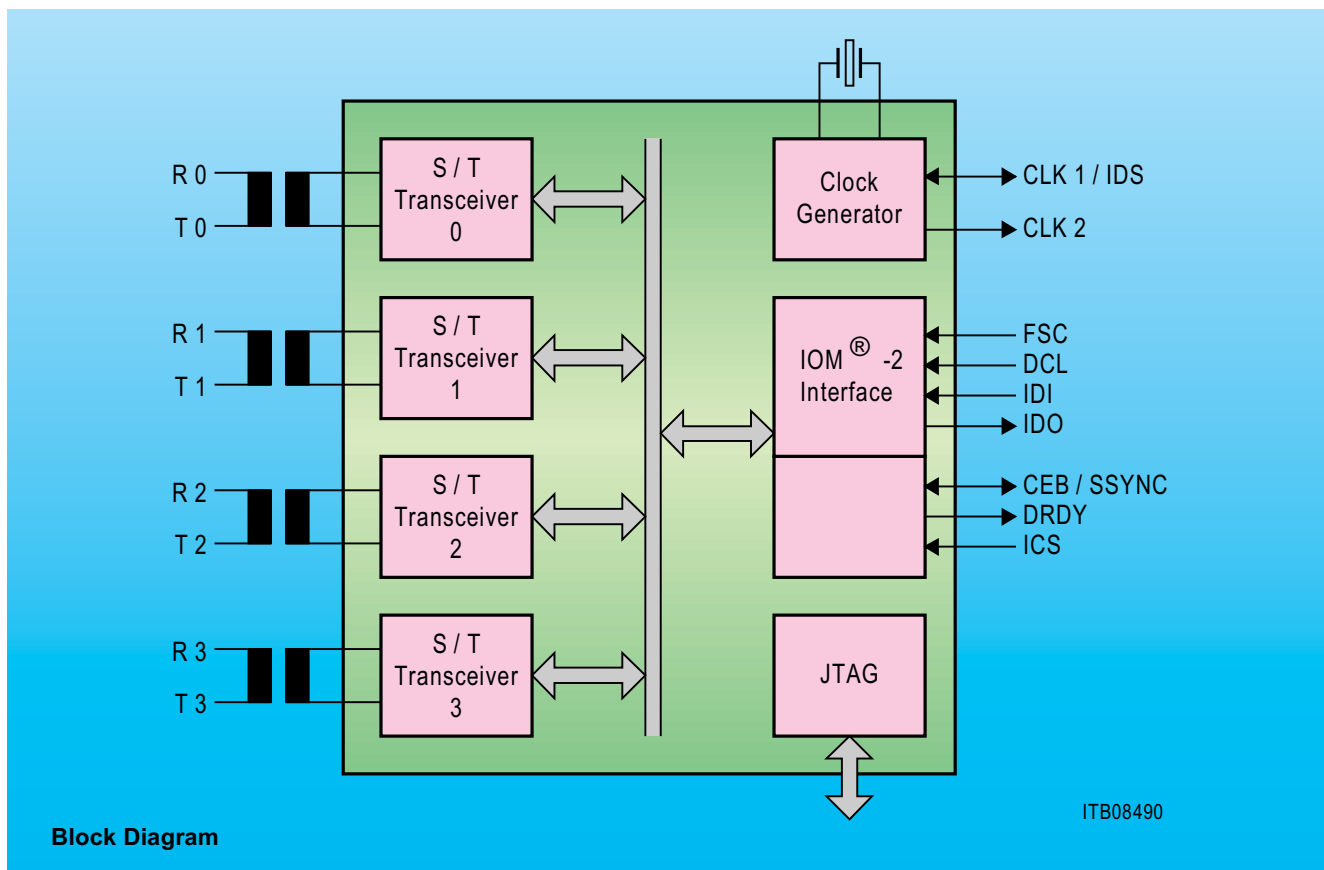 R 0
T 0
S / T
Transceiver
0
R 1
T 1
S / T
Transceiver
1
R 2
T 2
S / T
Transceiver
2
R 3
T 3
S / T
Transceiver
3
Clock
Generator
CLK 1 / IDS
CLK 2
IOM ® -2
Interface
FSC
DCL
IDI
IDO
CEB / SSYNC
DRDY
ICS
JTAG
ITB08490
Block Diagram